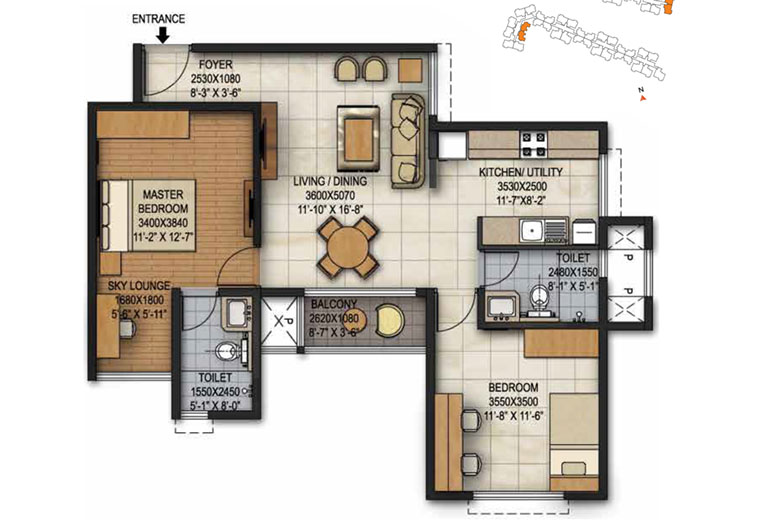 ENTRANCE
FOYER
2530X1080
8'-3" X 3'-6"
N
KITCHEN/ UTILITY
3530X2500
11'-7"X8'-2"
LIVING / DINING
3600X5070
11'-10" X 16'-8"
MASTER
BEDROOM
3400X3840
11'-2" X 12'-7"
TOILET
2480X1550
8'-1" X 5'-1"
P
P
SKY LOUNGE
1680X1800
5'-6" X 5'-11"
BALCONY
2620X1080
8'-7" X 3'-6"
P
TOILET
1550X2450
5'-1" X 8'-0"
BEDROOM
3550X3500
11'-8" X 11'-6"